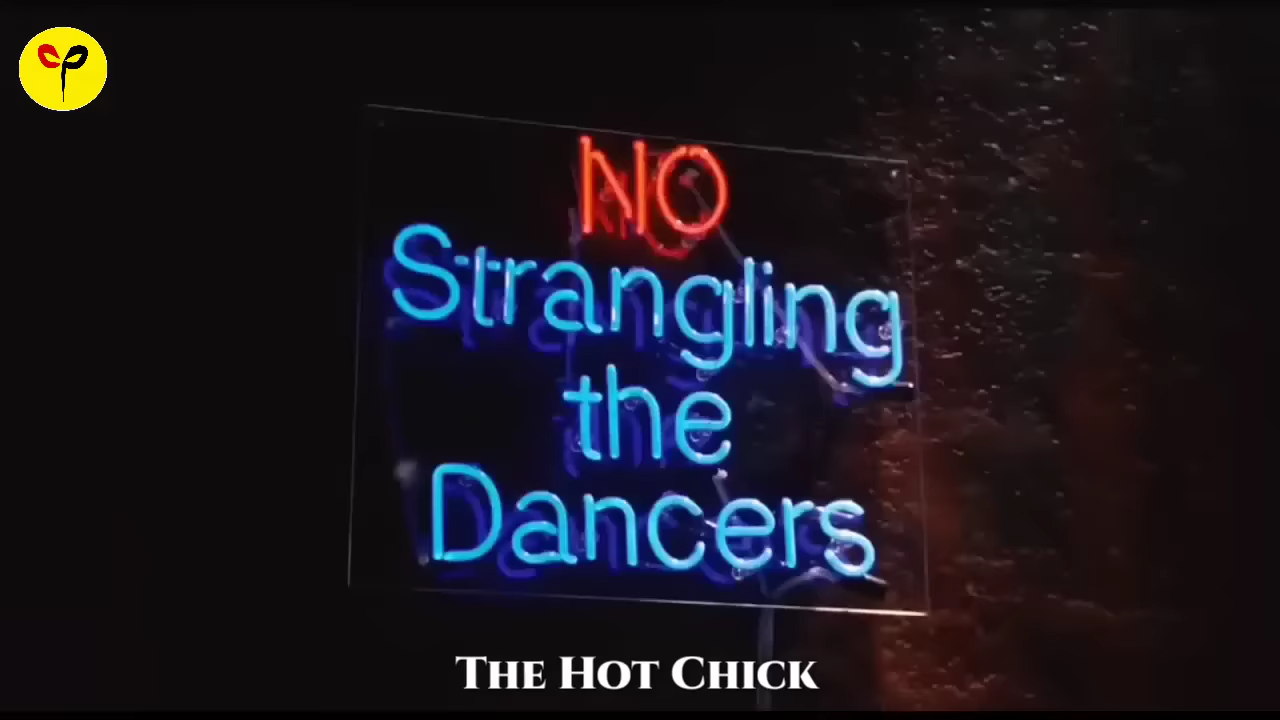 NO
Strangling
the
Dancers
THE HOT CHICK